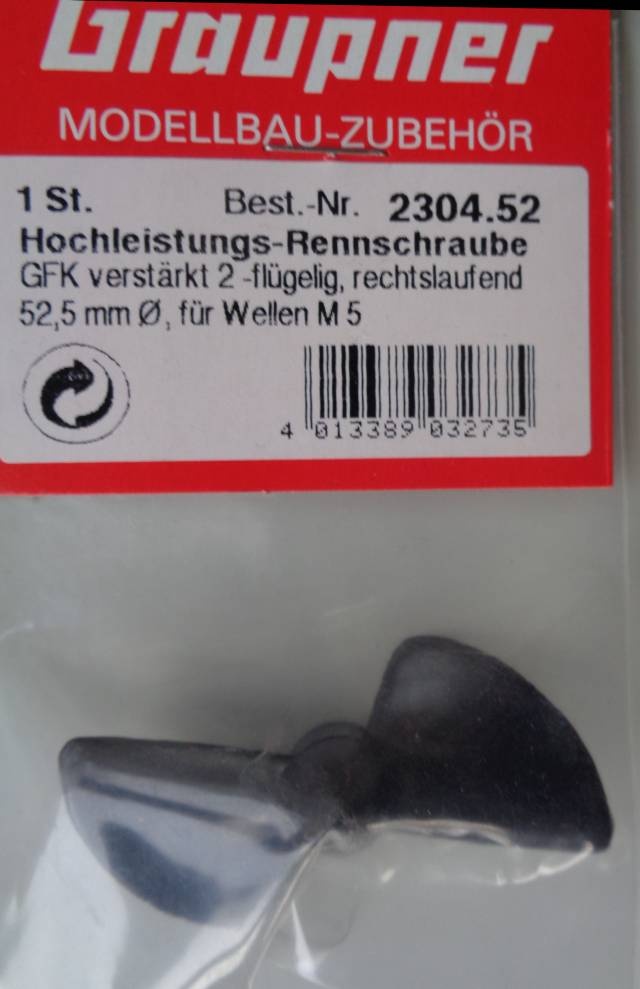 Graupner
MODELLBAU-ZUBEHÖR
1 St. Best.-Nr. 2304.52
Hochleistungs-Rennschraube
GFK verstärkt 2 -flügelig, rechtslaufend
52,5 mm Ø, für Wellen M 5
4 013389 032735